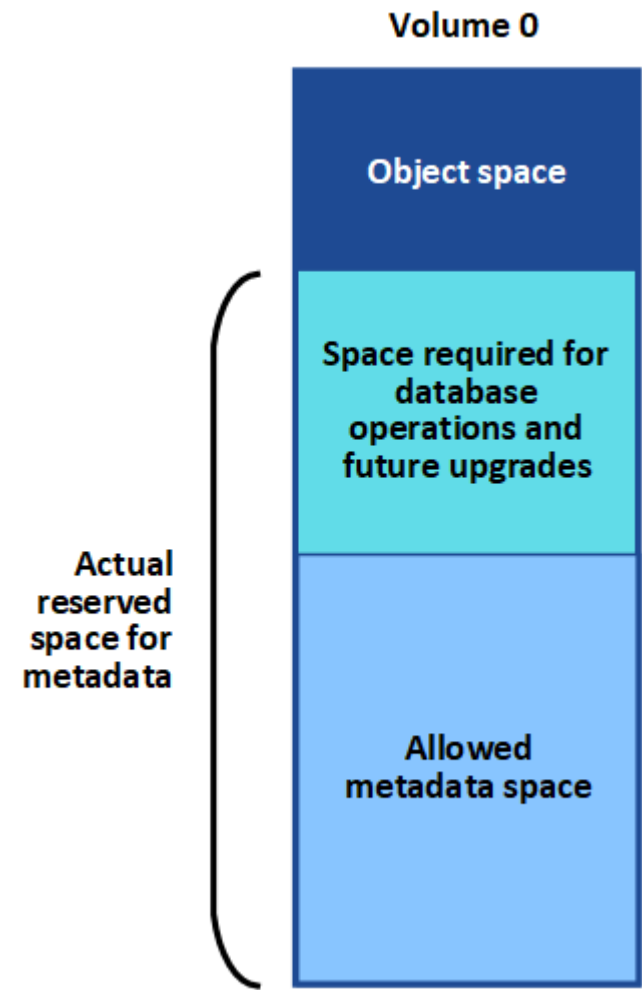 Volume 0
Object space
Space required for
database
operations and
future upgrades
Actual
reserved
space for
metadata
Allowed
metadata space